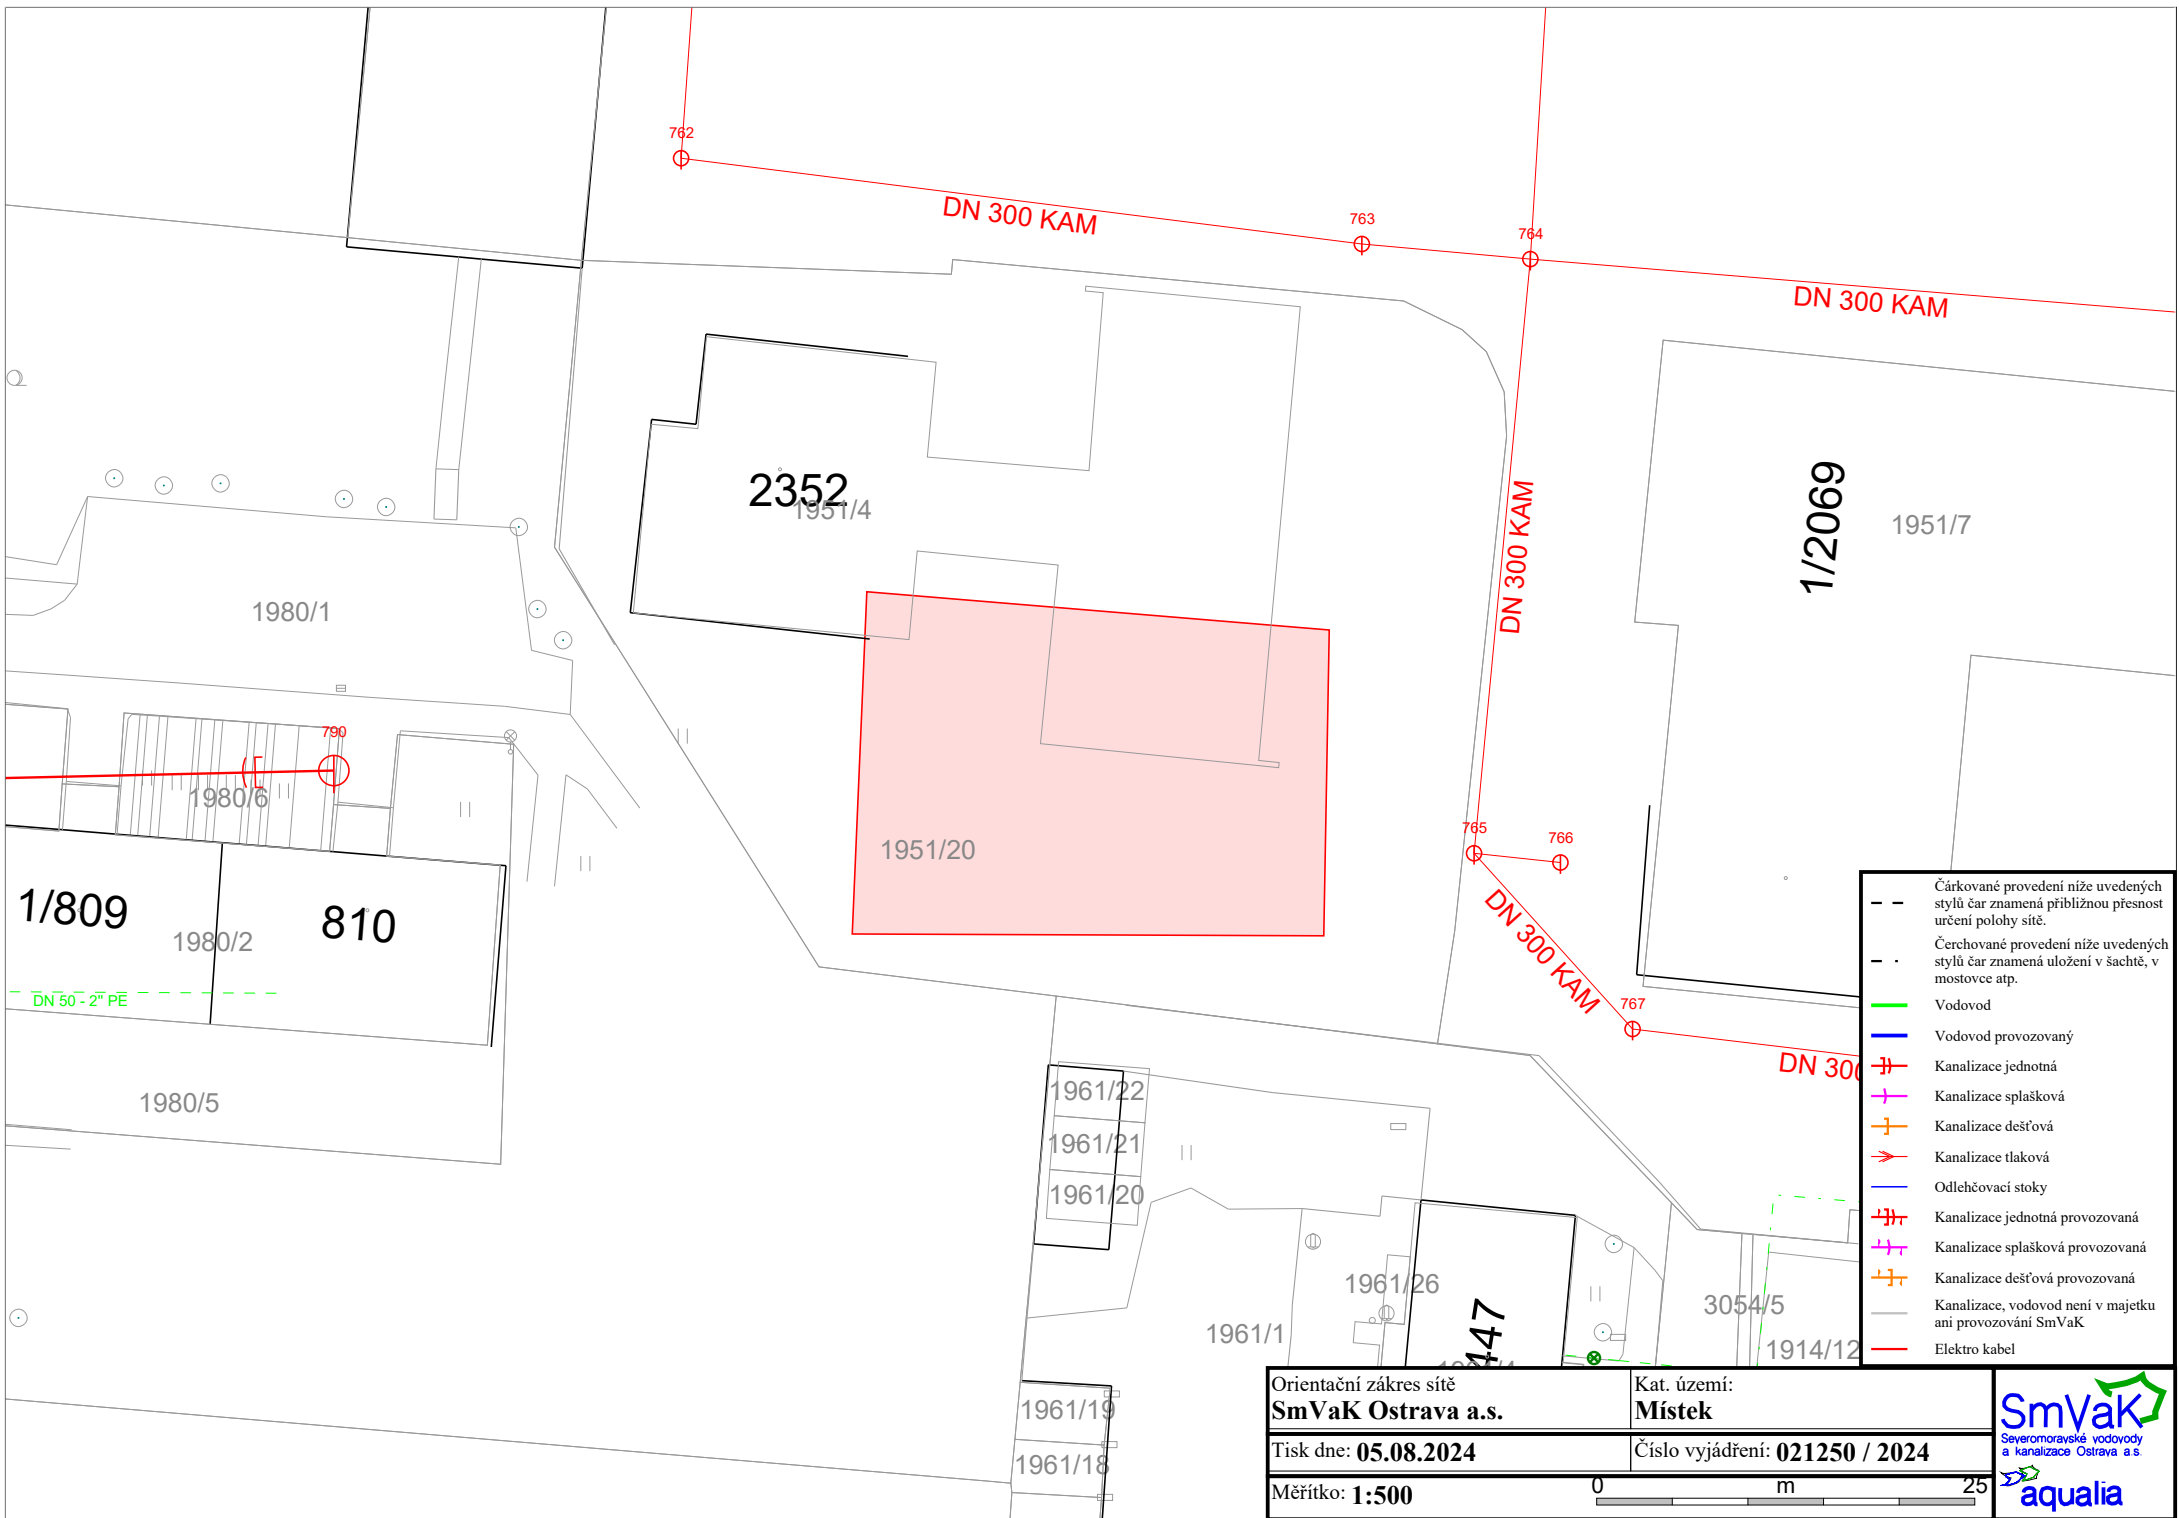 762
DN 300 KAM
763
764
DN 300 KAM
2352
1951/4
DN 300 KAM
1/2069
1951/7
1980/1
790
1980/6
1951/20
765
766
1/809
1980/2
810
DN 50 - 2" PE
DN 300 KAM
767
DN 300
1980/5
1961/22
1961/21
1961/20
1961/26
1961/1
447
3054/5
1914/12
1961/19
1961/18
Čárkované provedení níže uvedených
stylů čar znamená přibližnou přesnost
určení polohy sítě.
Čerchované provedení níže uvedených
stylů čar znamená uložení v šachtě, v
mostovce atp.
Vodovod
Vodovod provozovaný
Kanalizace jednotná
Kanalizace splašková
Kanalizace dešťová
Kanalizace tlaková
Odlehčovací stoky
Kanalizace jednotná provozovaná
Kanalizace splašková provozovaná
Kanalizace dešťová provozovaná
Kanalizace, vodovod není v majetku
ani provozování SmVaK
Elektro kabel
Orientační zákres sítě
SmVaK Ostrava a.s.
Kat. území:
Místek
Tisk dne: 05.08.2024
Číslo vyjádření: 021250 / 2024
Měřítko: 1:500
0 m 25
SmVaK
Severomoravské vodovody
a kanalizace Ostrava a.s.
aqualia